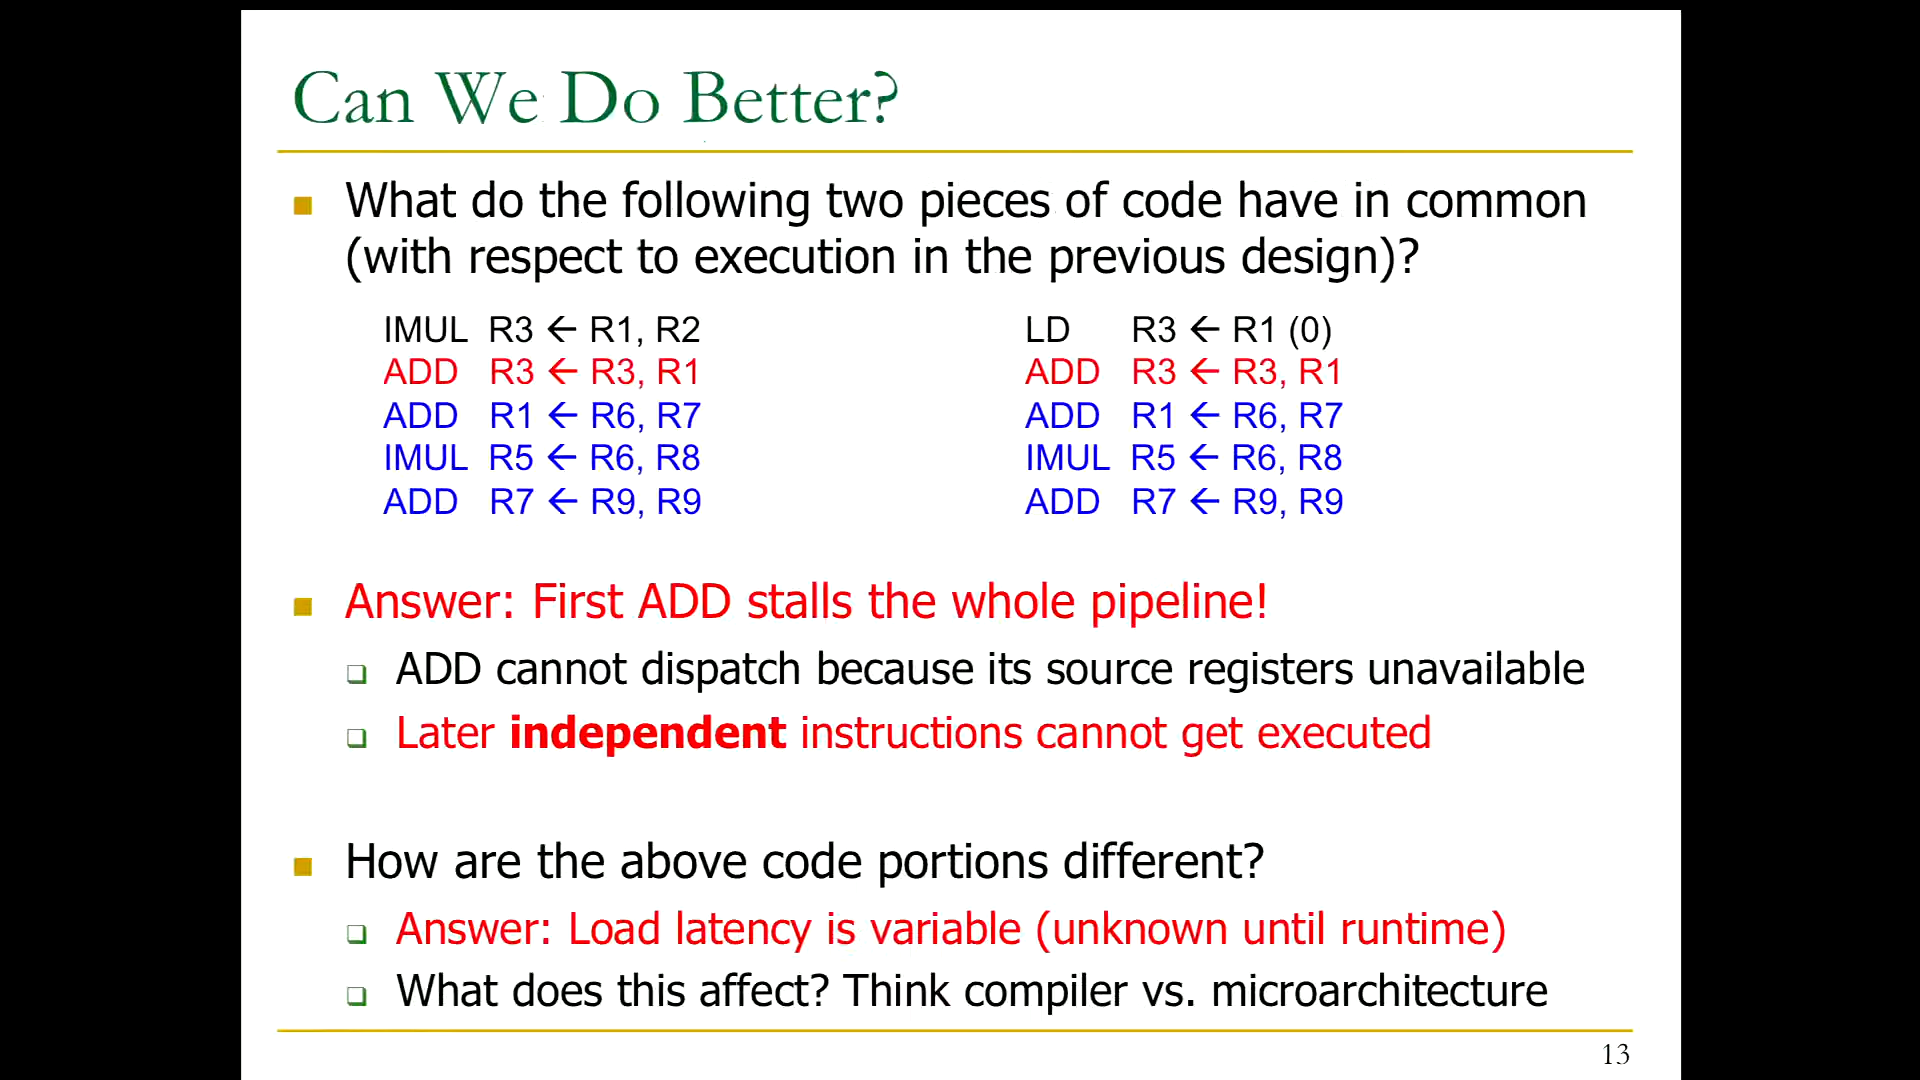 Can We Do Better?
What do the following two pieces of code have in common
(with respect to execution in the previous design)?
IMUL R3 ← R1, R2
ADD R3 ← R3, R1
ADD R1 ← R6, R7
IMUL R5 ← R6, R8
ADD R7 ← R9, R9
LD R3 ← R1 (0)
ADD R3 ← R3, R1
ADD R1 ← R6, R7
IMUL R5 ← R6, R8
ADD R7 ← R9, R9
Answer: First ADD stalls the whole pipeline!
ADD cannot dispatch because its source registers unavailable
Later independent instructions cannot get executed
How are the above code portions different?
Answer: Load latency is variable (unknown until runtime)
What does this affect? Think compiler vs. microarchitecture
13